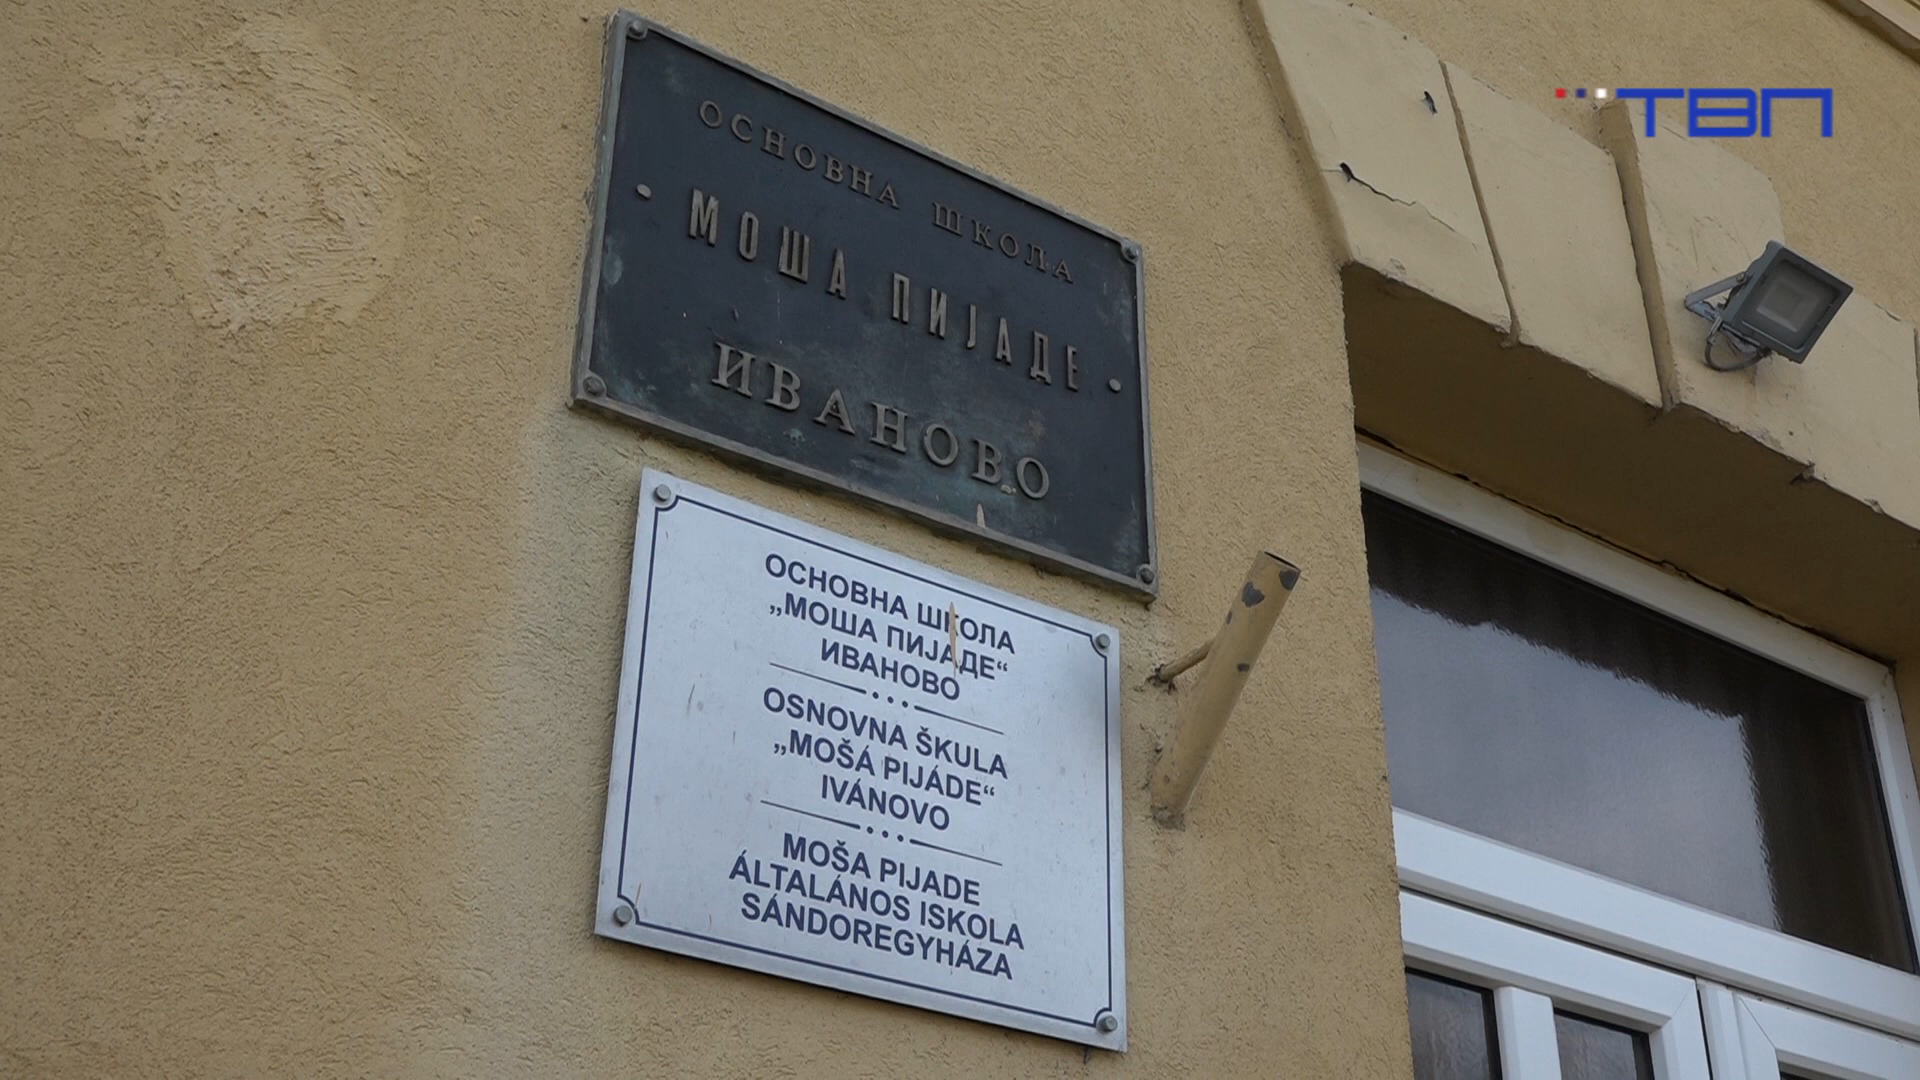 ТВП
ОСНОВНА ШКОЛА
· МОША ПИЈАДЕ ·
ИВАНОВО
ОСНОВНА ШКОЛА
„МОША ПИЈАДЕ“
ИВАНОВО
OSNOVNA ŠKULA
„MOŠÁ PIJÁDE“
IVÁNOVO
MOŠA PIJADE
ÁLTALÁNOS ISKOLA
SÁNDOREGYHÁZA